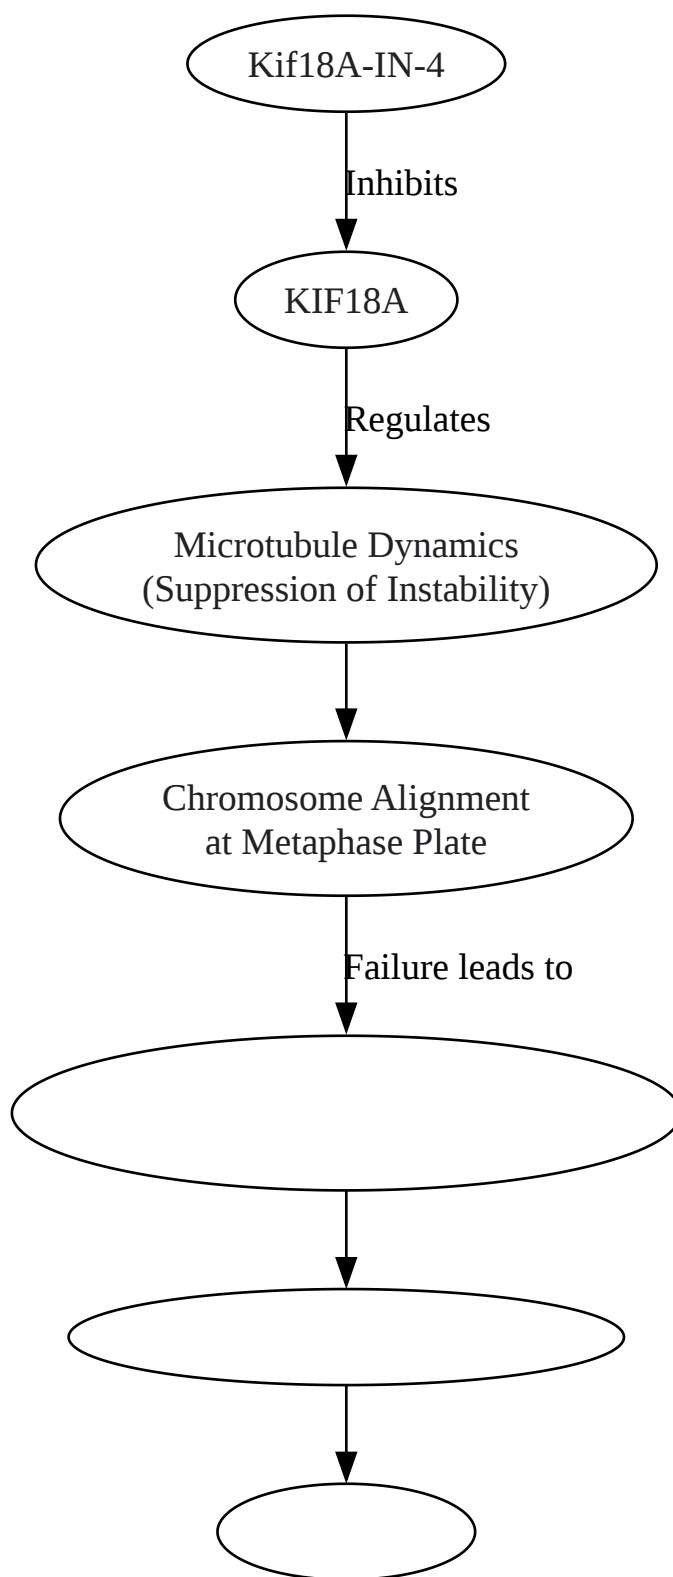 Kif18A-IN-4
Inhibits
KIF18A
Regulates
Microtubule Dynamics
(Suppression of Instability)
Chromosome Alignment
at Metaphase Plate
Failure leads to